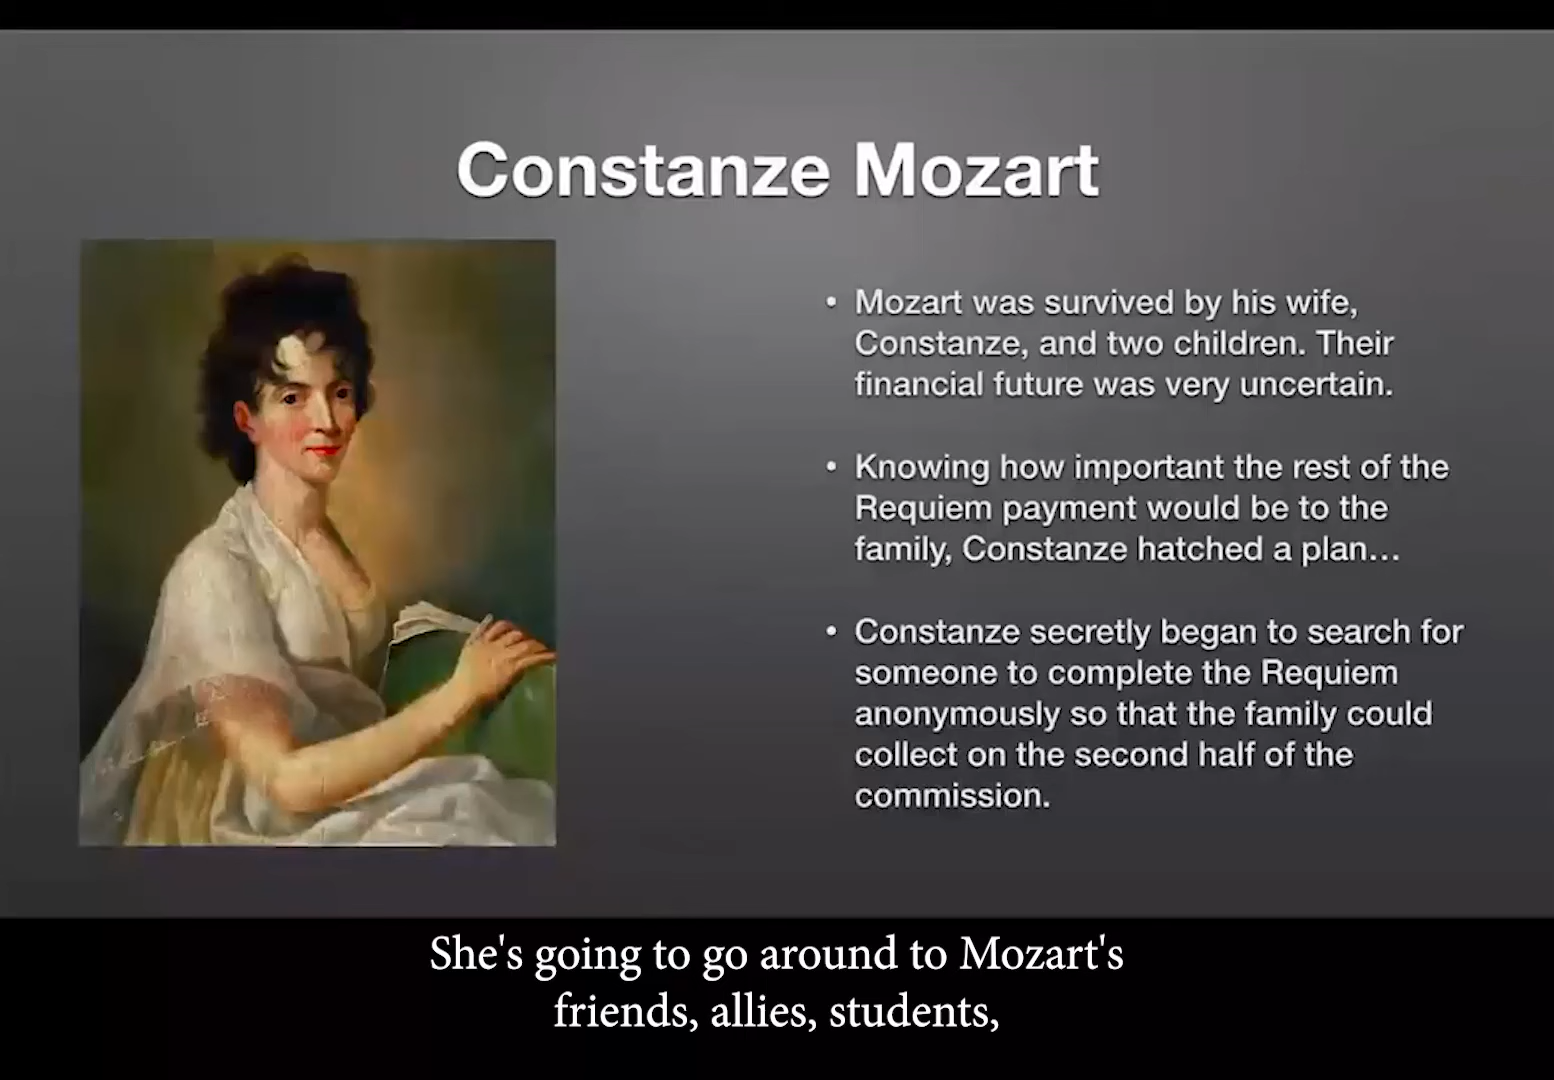 Constanze Mozart
• Mozart was survived by his wife,
Constanze, and two children. Their
financial future was very uncertain.
• Knowing how important the rest of the
Requiem payment would be to the
family, Constanze hatched a plan…
• Constanze secretly began to search for
someone to complete the Requiem
anonymously so that the family could
collect on the second half of the
commission.
She's going to go around to Mozart's
friends, allies, students,